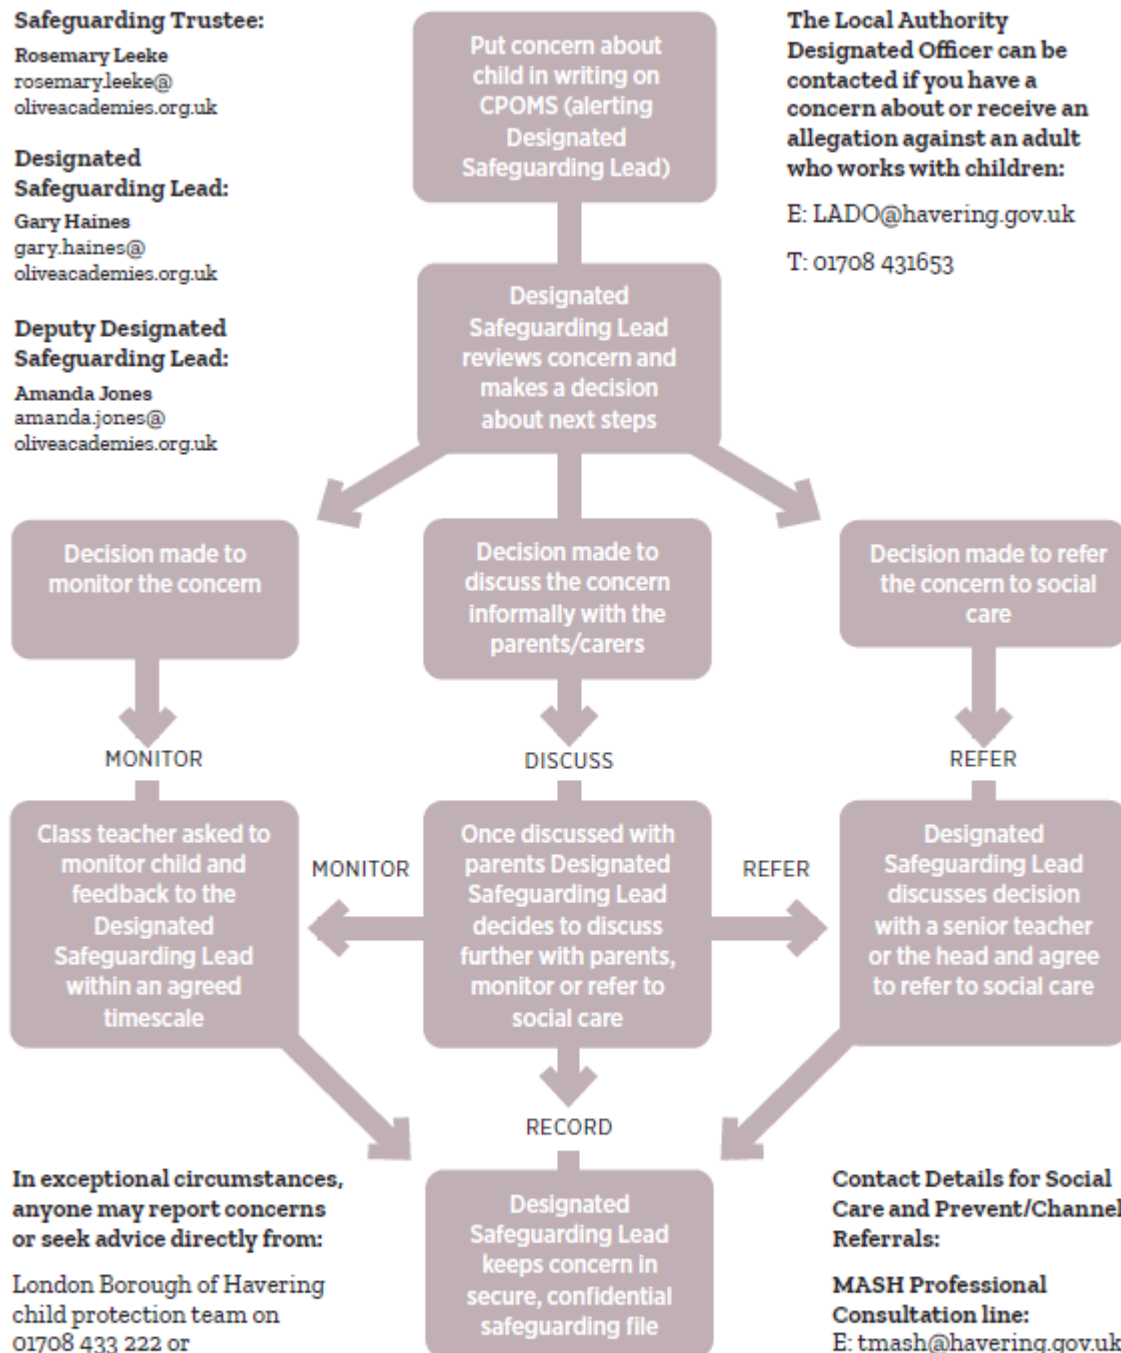 Safeguarding Trustee:
Rosemary Leeke
rosemary.leeke@
oliveacademies.org.uk
Designated
Safeguarding Lead:
Gary Haines
gary.haines@
oliveacademies.org.uk
Deputy Designated
Safeguarding Lead:
Amanda Jones
amanda.jones@
oliveacademies.org.uk
Put concern about
child in writing on
CPOMS (alerting
Designated
Safeguarding Lead)
The Local Authority
Designated Officer can be
contacted if you have a
concern about or receive an
allegation against an adult
who works with children:
E: LADO@havering.gov.uk
T: 01708 431653
Designated
Safeguarding Lead
reviews concern and
makes a decision
about next steps
Decision made to
monitor the concern
Decision made to
discuss the concern
informally with the
parents/carers
Decision made to refer
the concern to social
care
MONITOR
DISCUSS
REFER
Class teacher asked to
monitor child and
feedback to the
Designated
Safeguarding Lead
within an agreed
timescale
MONITOR
Once discussed with
parents Designated
Safeguarding Lead
decides to discuss
further with parents,
monitor or refer to
social care
REFER
Designated
Safeguarding Lead
discusses decision
with a senior teacher
or the head and agree
to refer to social care
RECORD
In exceptional circumstances,
anyone may report concerns
or seek advice directly from:
London Borough of Havering
child protection team on
01708 433 222 or
Designated
Safeguarding Lead
keeps concern in
secure, confidential
safeguarding file
Contact Details for Social
Care and Prevent/Channel
Referrals:
MASH Professional
Consultation line:
E: tmash@havering.gov.uk